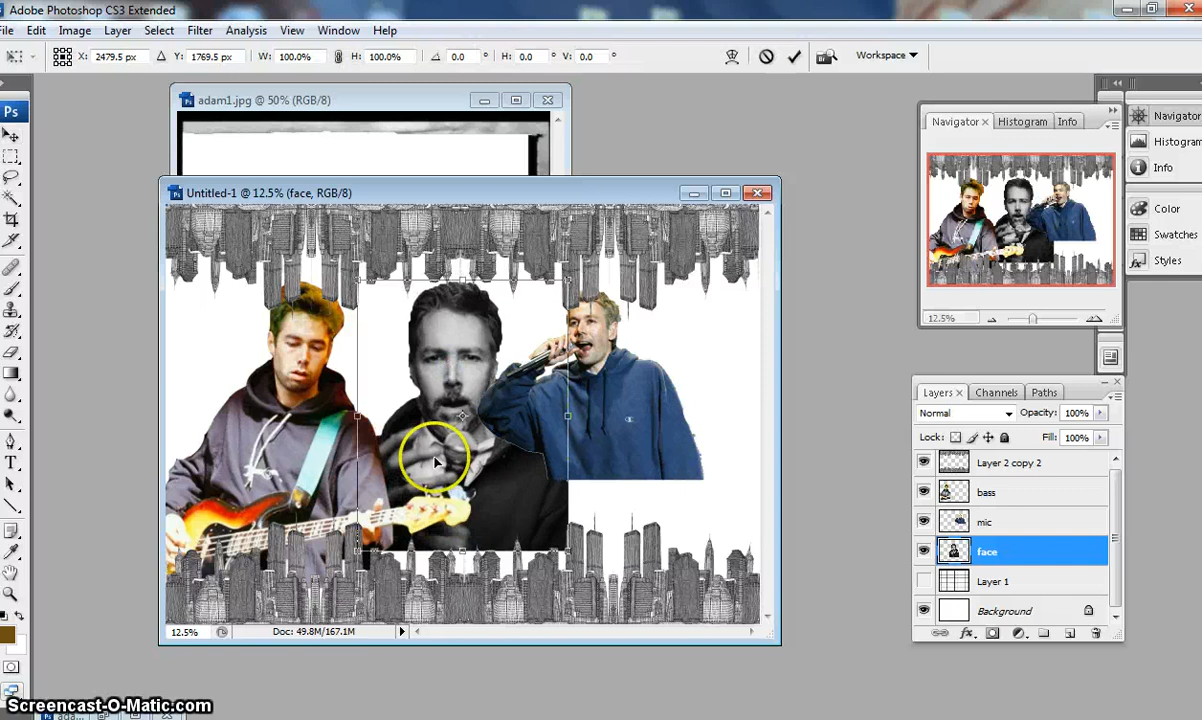 Adobe Photoshop CS3 Extended
File Edit Image Layer Select Filter Analysis View Window Help
X: 2479.5 px Y: 1769.5 px W: 100.0% H: 100.0% 0.0 ° H: 0.0 ° V: 0.0 ° Workspace
Ps adam1.jpg @ 50% (RGB/8)
Ps
Ps Untitled-1 @ 12.5% (face, RGB/8)
12.5% Doc: 49.8M/167.1M
Navigator Histogram Info
12.5%
Navigator
Histogram
Info
Color
Swatches
Styles
Layers Channels Paths
Normal Opacity: 100%
Lock: Fill: 100%
Layer 2 copy 2
bass
mic
face
Layer 1
Background
fx
T
Screencast-O-Matic.com